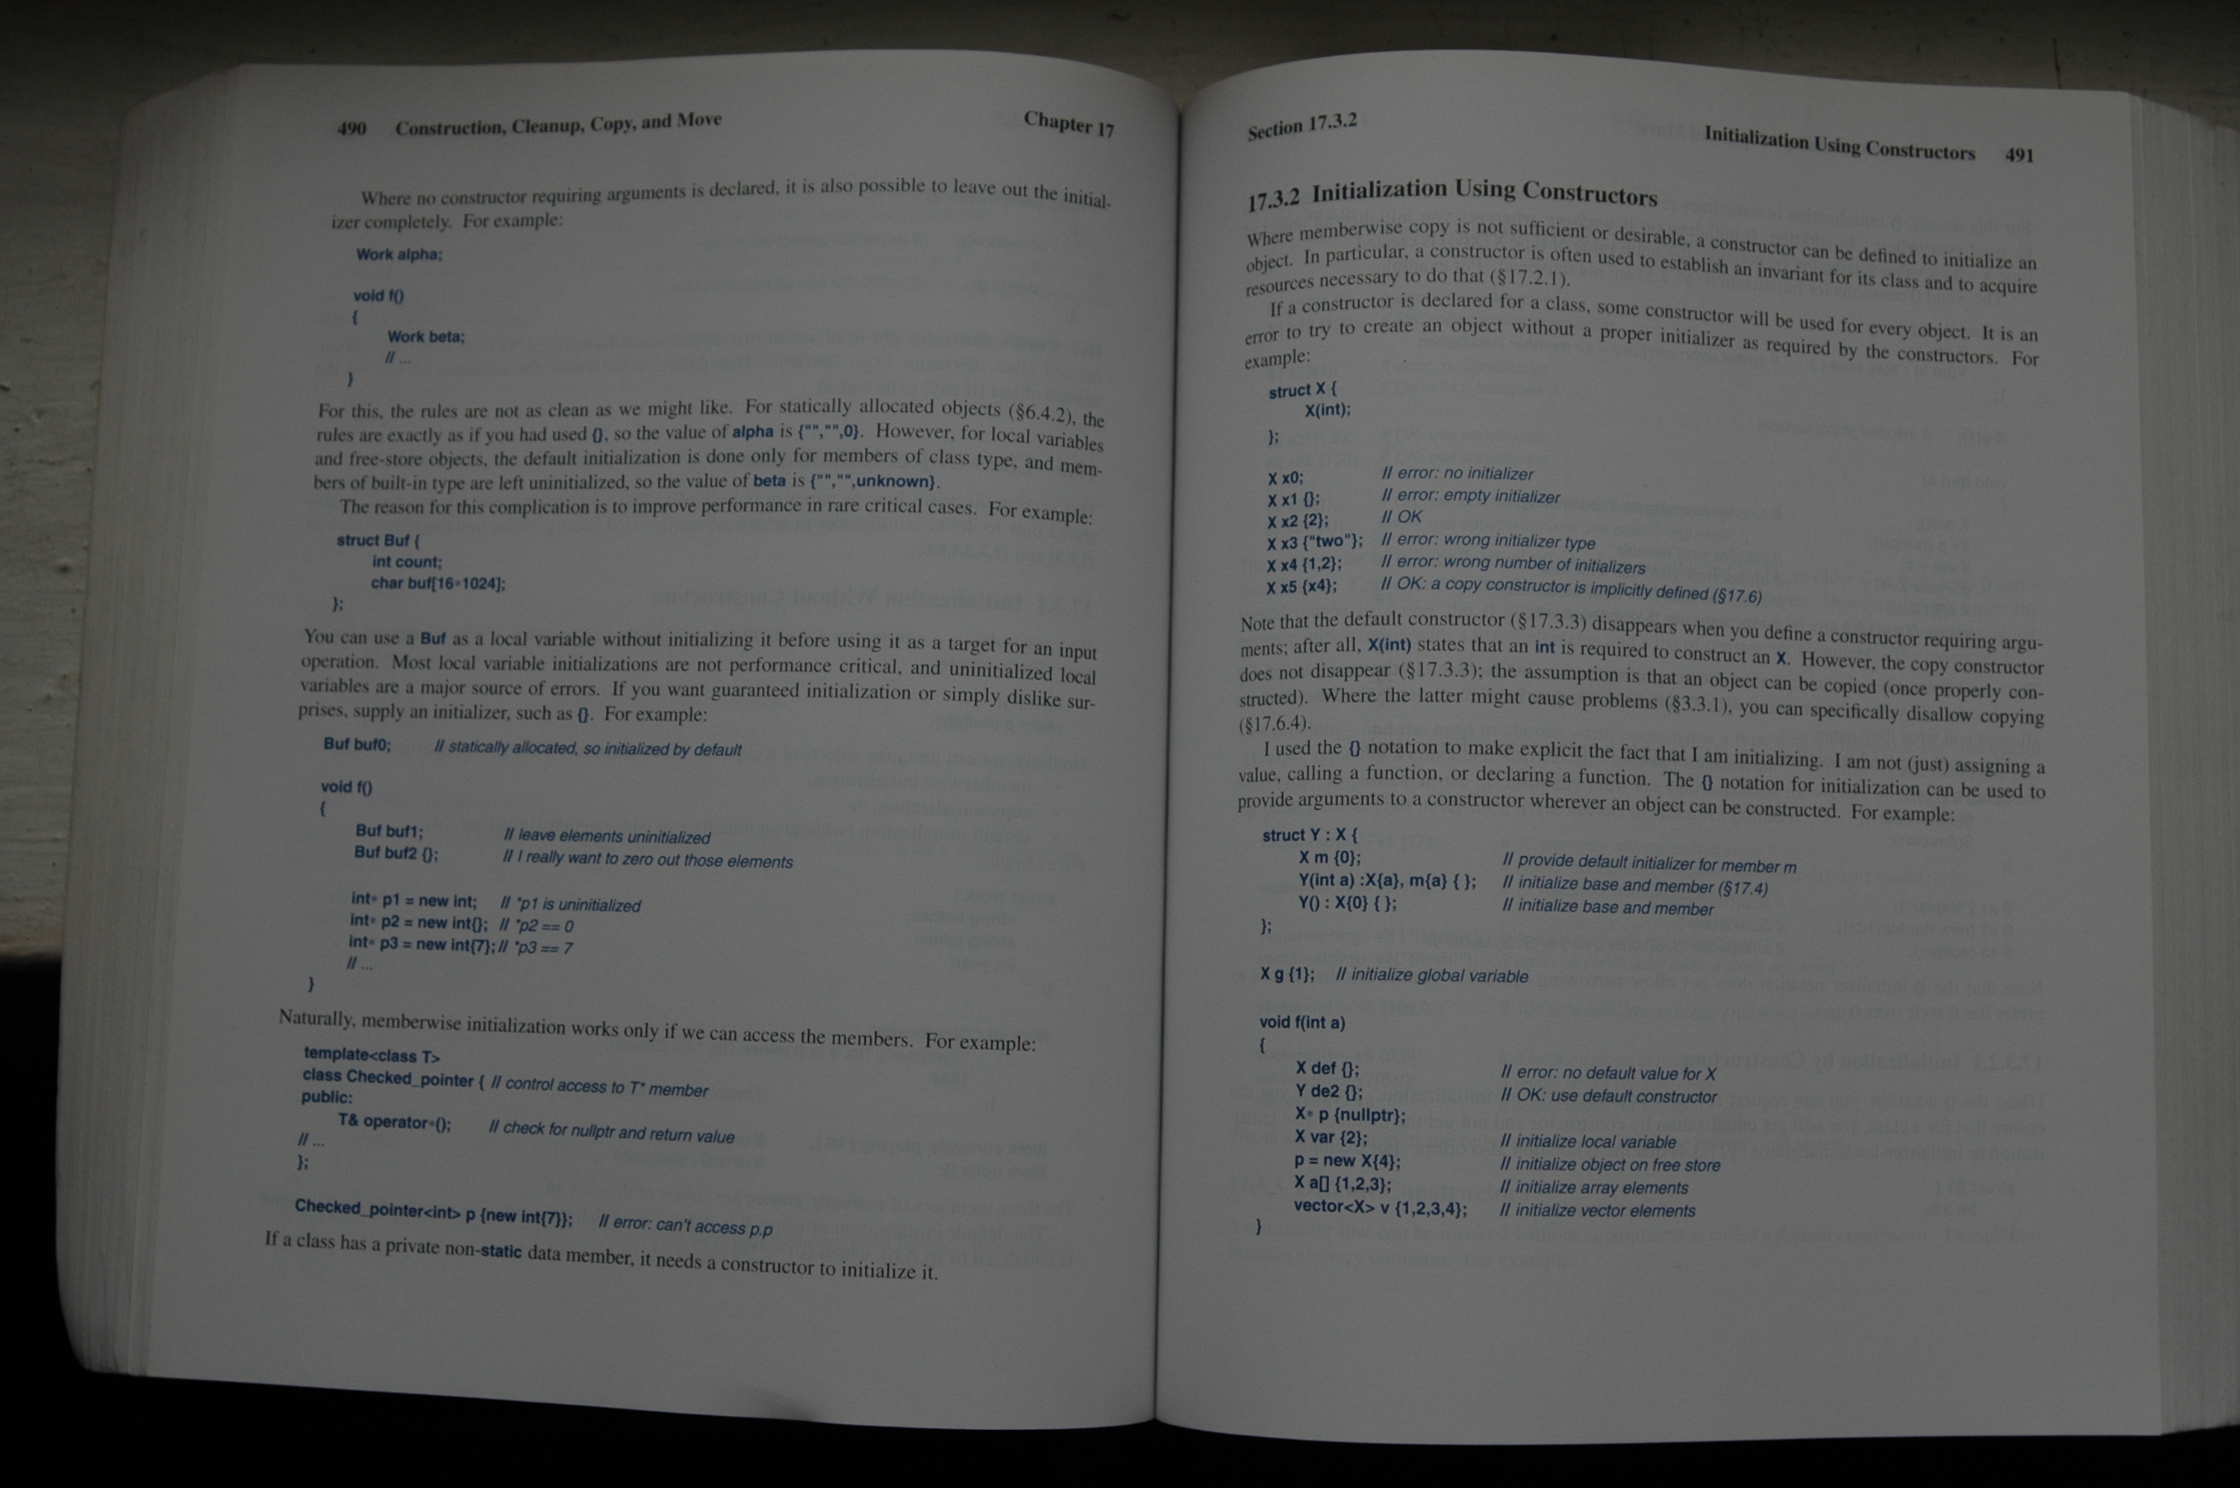 490 Construction, Cleanup, Copy, and Move Chapter 17
Where no constructor requiring arguments is declared, it is also possible to leave out the initial-
izer completely. For example:
Work alpha;
void f()
{
Work beta;
// ...
}
For this, the rules are not as clean as we might like. For statically allocated objects (§6.4.2), the
rules are exactly as if you had used {}, so the value of alpha is {"","",0}. However, for local variables
and free-store objects, the default initialization is done only for members of class type, and mem-
bers of built-in type are left uninitialized, so the value of beta is {"","",unknown}.
The reason for this complication is to improve performance in rare critical cases. For example:
struct Buf {
int count;
char buf[16*1024];
};
You can use a Buf as a local variable without initializing it before using it as a target for an input
operation. Most local variable initializations are not performance critical, and uninitialized local
variables are a major source of errors. If you want guaranteed initialization or simply dislike sur-
prises, supply an initializer, such as {}. For example:
Buf buf0; // statically allocated, so initialized by default
void f()
{
Buf buf1; // leave elements uninitialized
Buf buf2 {}; // I really want to zero out those elements
int* p1 = new int; // *p1 is uninitialized
int* p2 = new int{}; // *p2 == 0
int* p3 = new int{7}; // *p3 == 7
// ...
}
Naturally, memberwise initialization works only if we can access the members. For example:
template<class T>
class Checked_pointer { // control access to T* member
public:
T& operator*(); // check for nullptr and return value
// ...
};
Checked_pointer<int> p {new int{7}}; // error: can't access p.p
If a class has a private non-static data member, it needs a constructor to initialize it.
Section 17.3.2 Initialization Using Constructors 491
17.3.2 Initialization Using Constructors
Where memberwise copy is not sufficient or desirable, a constructor can be defined to initialize an
object. In particular, a constructor is often used to establish an invariant for its class and to acquire
resources necessary to do that (§17.2.1).
If a constructor is declared for a class, some constructor will be used for every object. It is an
error to try to create an object without a proper initializer as required by the constructors. For
example:
struct X {
X(int);
};
X x0; // error: no initializer
X x1 {}; // error: empty initializer
X x2 {2}; // OK
X x3 {"two"}; // error: wrong initializer type
X x4 {1,2}; // error: wrong number of initializers
X x5 {x4}; // OK: a copy constructor is implicitly defined (§17.6)
Note that the default constructor (§17.3.3) disappears when you define a constructor requiring argu-
ments; after all, X(int) states that an int is required to construct an X. However, the copy constructor
does not disappear (§17.3.3); the assumption is that an object can be copied (once properly con-
structed). Where the latter might cause problems (§3.3.1), you can specifically disallow copying
(§17.6.4).
I used the {} notation to make explicit the fact that I am initializing. I am not (just) assigning a
value, calling a function, or declaring a function. The {} notation for initialization can be used to
provide arguments to a constructor wherever an object can be constructed. For example:
struct Y : X {
X m {0}; // provide default initializer for member m
Y(int a) :X{a}, m{a} { }; // initialize base and member (§17.4)
Y() : X{0} { }; // initialize base and member
};
X g {1}; // initialize global variable
void f(int a)
{
X def {}; // error: no default value for X
Y de2 {}; // OK: use default constructor
X* p {nullptr};
X var {2}; // initialize local variable
p = new X{4}; // initialize object on free store
X a[] {1,2,3}; // initialize array elements
vector<X> v {1,2,3,4}; // initialize vector elements
}